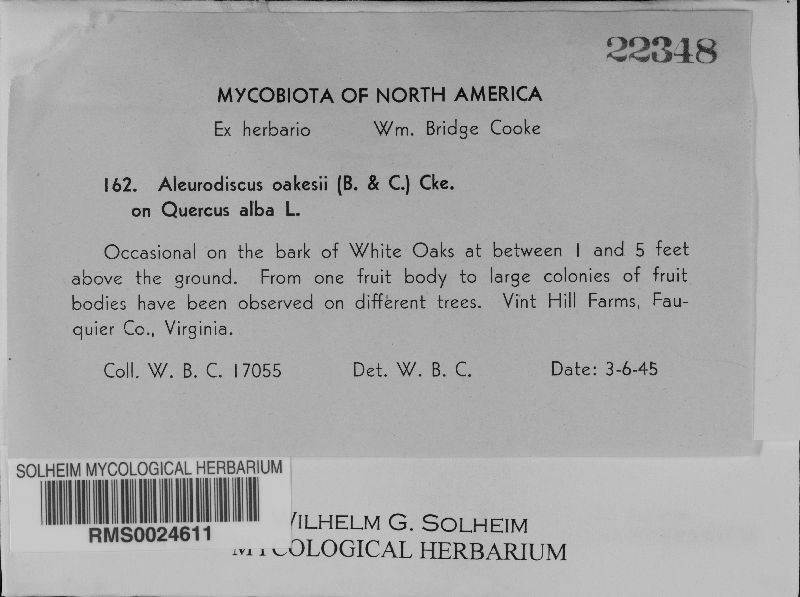 22348
MYCOBIOTA OF NORTH AMERICA
Ex herbario Wm. Bridge Cooke
162. Aleurodiscus oakesii (B. & C.) Cke.
on Quercus alba L.
Occasional on the bark of White Oaks at between 1 and 5 feet
above the ground. From one fruit body to large colonies of fruit
bodies have been observed on different trees. Vint Hill Farms, Fau-
quier Co., Virginia.
Coll. W. B. C. 17055 Det. W. B. C. Date: 3-6-45
SOLHEIM MYCOLOGICAL HERBARIUM
RMS0024611
WILHELM G. SOLHEIM
MYCOLOGICAL HERBARIUM